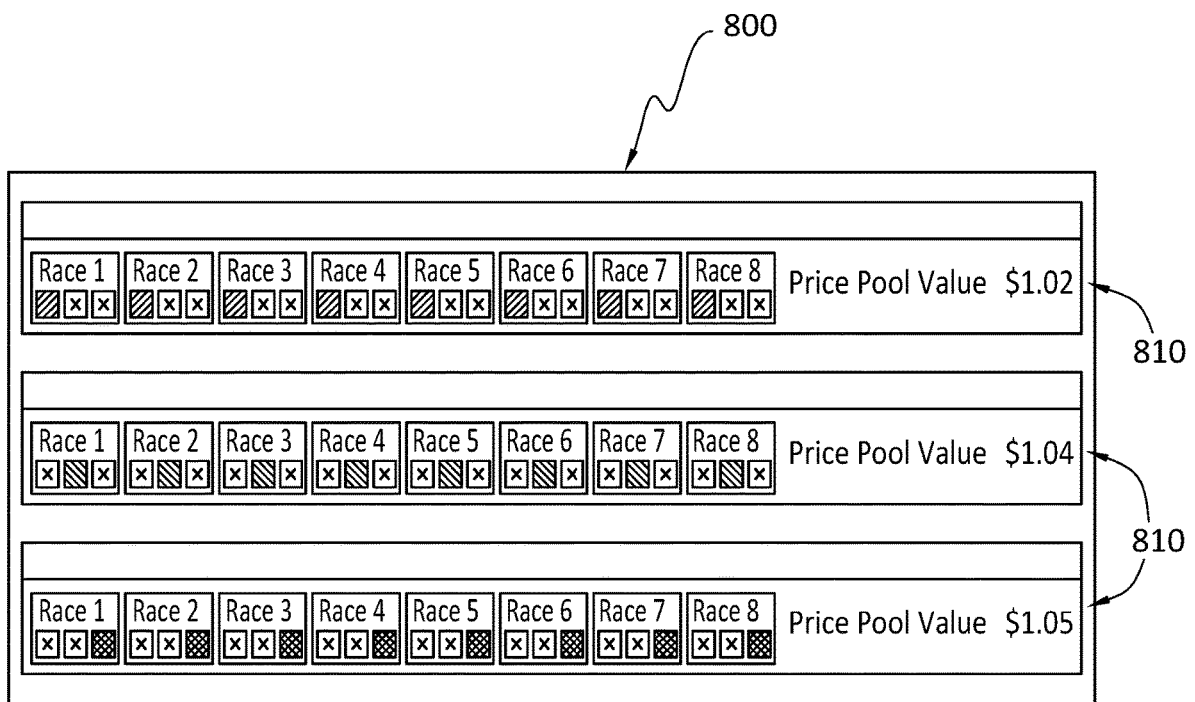 800
Race 1 Race 2 Race 3 Race 4 Race 5 Race 6 Race 7 Race 8 Price Pool Value $1.02
x x x x x x x x x x x x x x x x
810
Race 1 Race 2 Race 3 Race 4 Race 5 Race 6 Race 7 Race 8 Price Pool Value $1.04
x x x x x x x x x x x x x x x x
810
Race 1 Race 2 Race 3 Race 4 Race 5 Race 6 Race 7 Race 8 Price Pool Value $1.05
x x x x x x x x x x x x x x x x